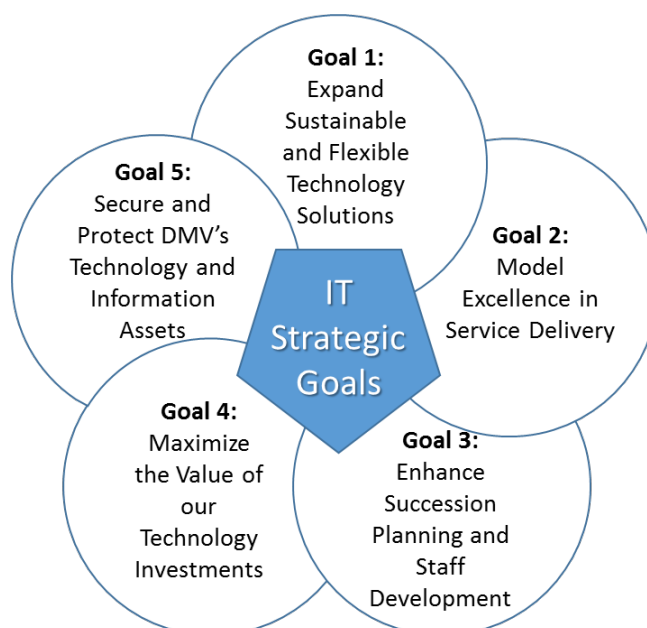 Goal 1:
Expand
Sustainable
and Flexible
Technology
Solutions
Goal 2:
Model
Excellence in
Service Delivery
Goal 3:
Enhance
Succession
Planning and
Staff
Development
Goal 4:
Maximize
the Value of
our
Technology
Investments
Goal 5:
Secure and
Protect DMV’s
Technology and
Information
Assets
IT
Strategic
Goals